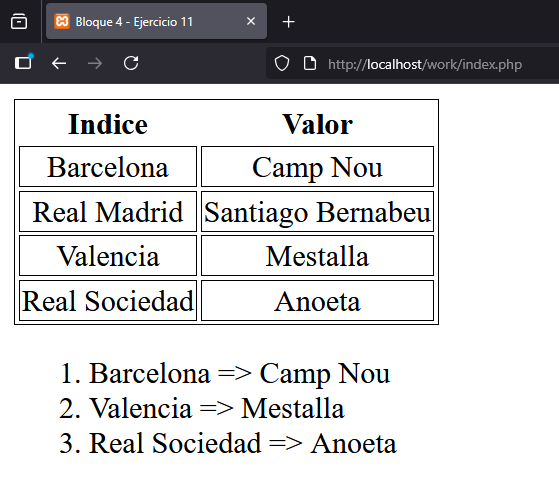 Bloque 4 - Ejercicio 11
http://localhost/work/index.php
Indice Valor
Barcelona Camp Nou
Real Madrid Santiago Bernabeu
Valencia Mestalla
Real Sociedad Anoeta
1. Barcelona => Camp Nou
2. Valencia => Mestalla
3. Real Sociedad => Anoeta